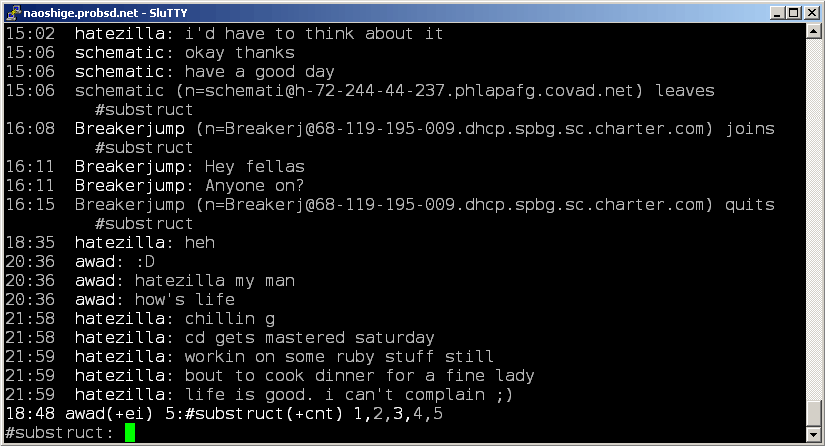 naoshige.probsd.net - SluTTY
15:02  hatezilla: i'd have to think about it
15:06  schematic: okay thanks
15:06  schematic: have a good day
15:06  schematic (n=schemati@h-72-244-44-237.phlapafg.covad.net) leaves
#substruct
16:08  Breakerjump (n=Breakerj@68-119-195-009.dhcp.spbg.sc.charter.com) joins
#substruct
16:11  Breakerjump: Hey fellas
16:11  Breakerjump: Anyone on?
16:15  Breakerjump (n=Breakerj@68-119-195-009.dhcp.spbg.sc.charter.com) quits
#substruct
18:35  hatezilla: heh
20:36  awad: :D
20:36  awad: hatezilla my man
20:36  awad: how's life
21:58  hatezilla: chillin g
21:58  hatezilla: cd gets mastered saturday
21:59  hatezilla: workin on some ruby stuff still
21:59  hatezilla: bout to cook dinner for a fine lady
21:59  hatezilla: life is good. i can't complain ;)
18:48 awad(+ei) 5:#substruct(+cnt) 1,2,3,4,5
#substruct: